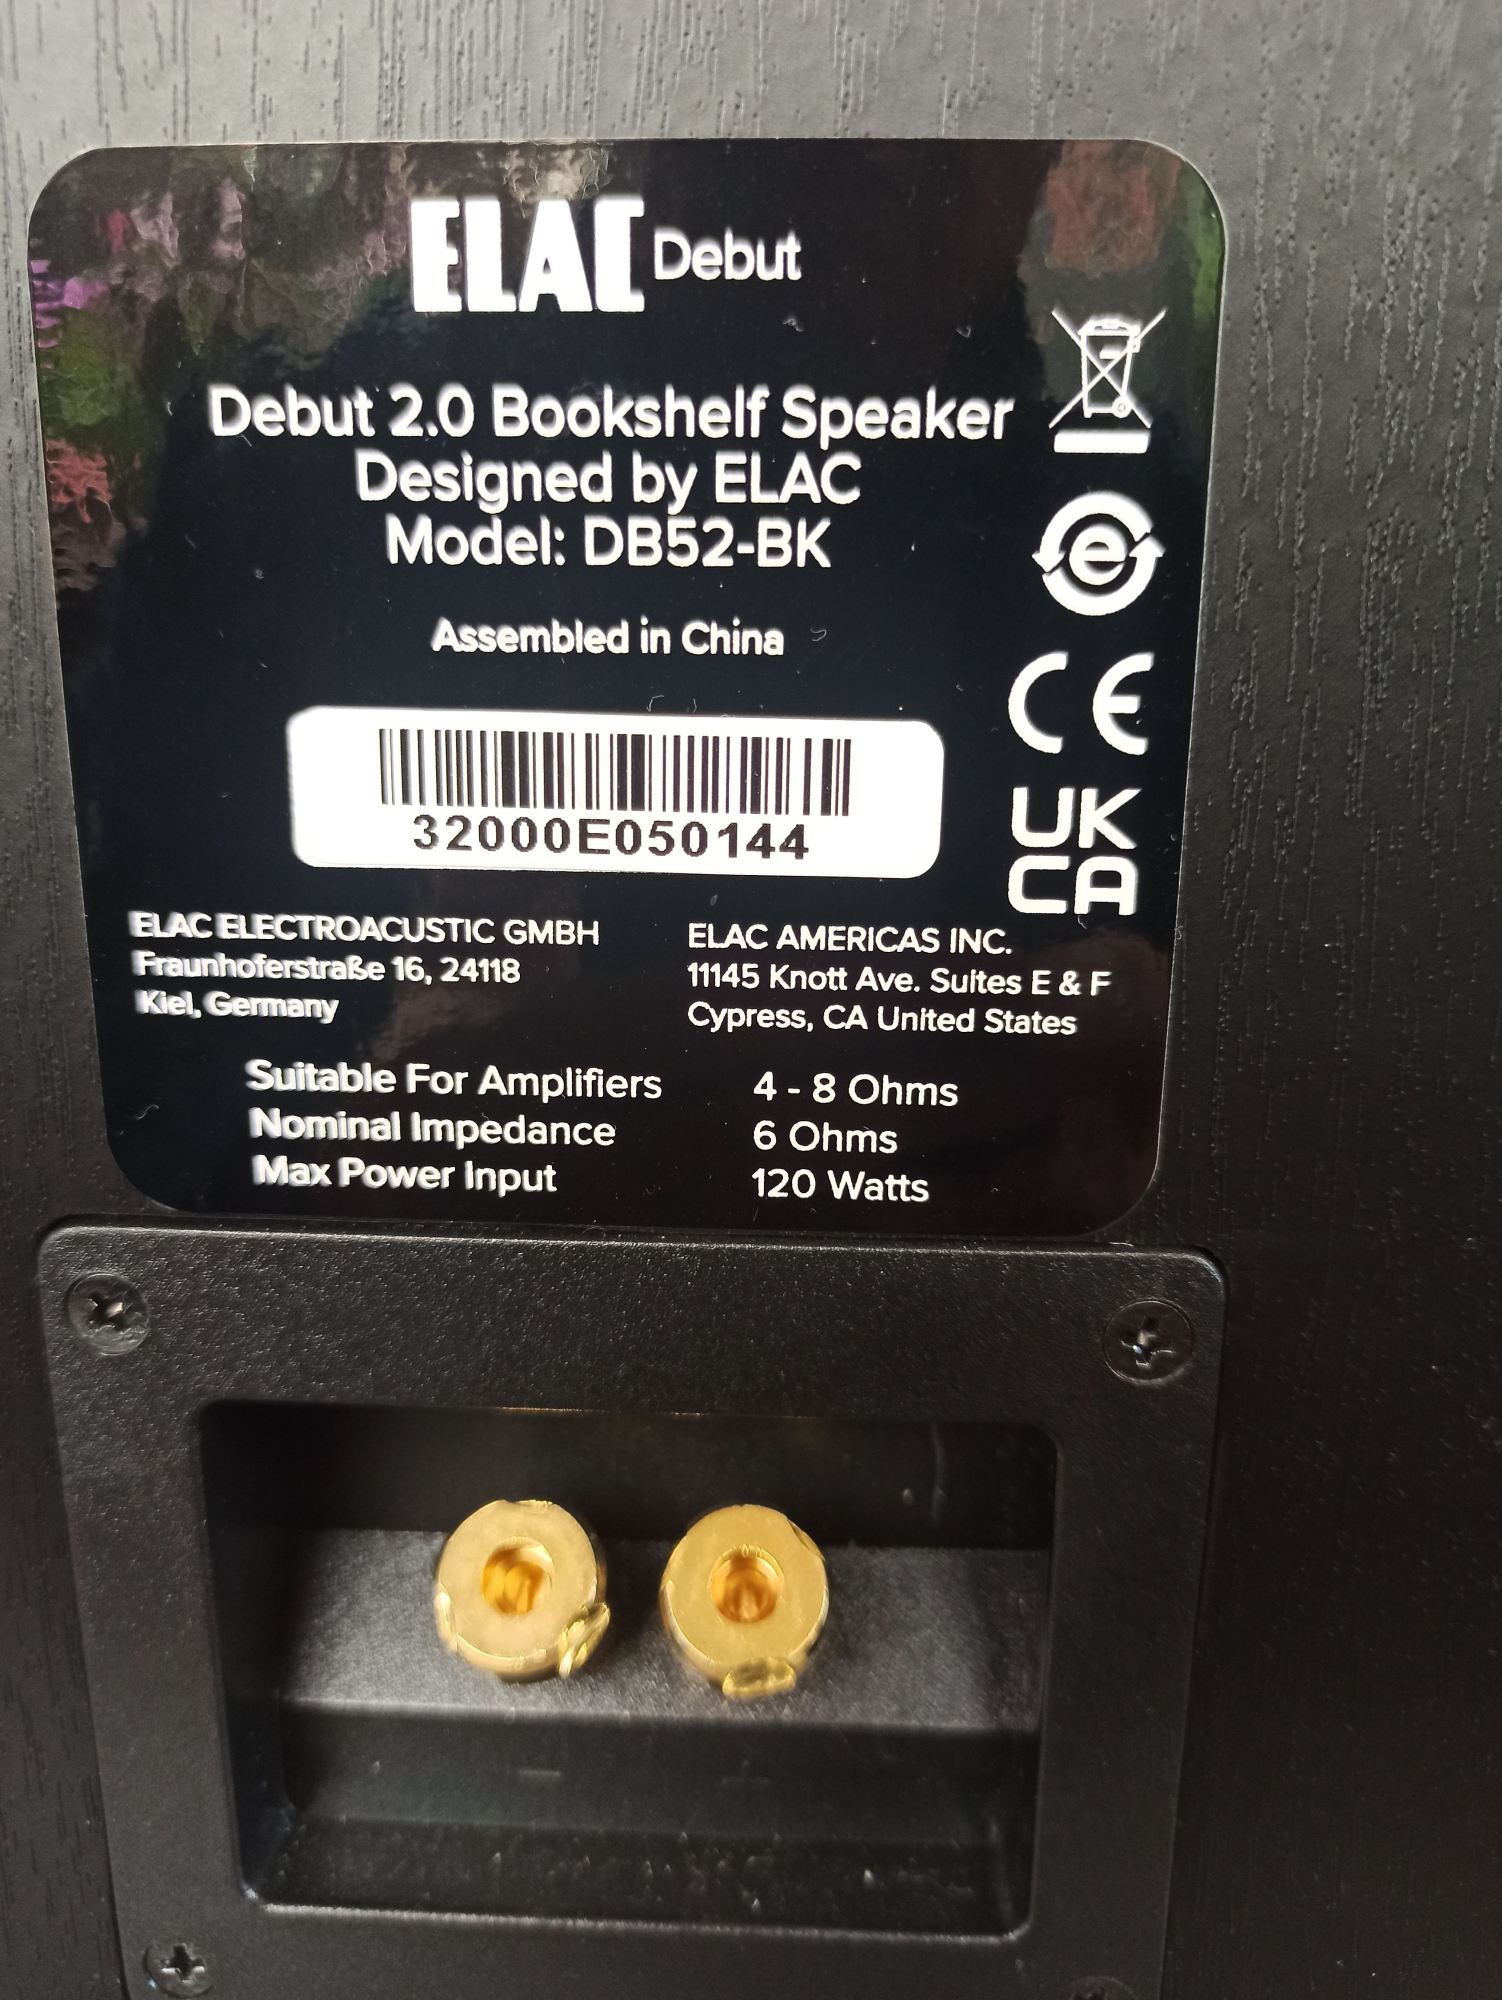 ELAC Debut
Debut 2.0 Bookshelf Speaker
Designed by ELAC
Model: DB52-BK
Assembled in China
e
CE
UK
CA
32000E050144
ELAC ELECTROACUSTIC GMBH
Fraunhoferstraße 16, 24118
Kiel, Germany
ELAC AMERICAS INC.
11145 Knott Ave. Suites E & F
Cypress, CA United States
Suitable For Amplifiers 4 - 8 Ohms
Nominal Impedance 6 Ohms
Max Power Input 120 Watts
- +